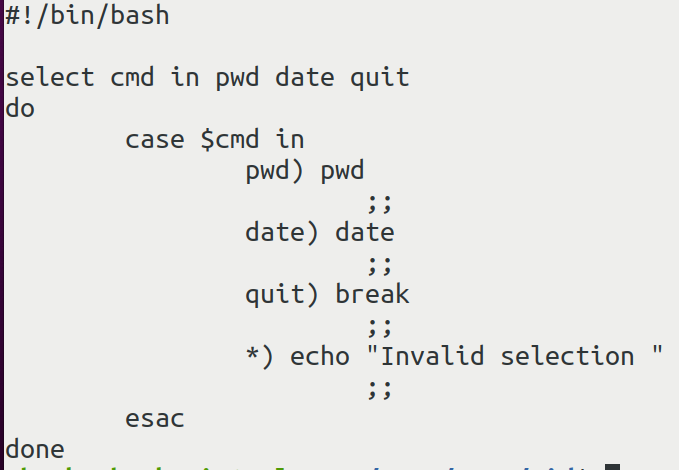 #!/bin/bash
select cmd in pwd date quit
do
case $cmd in
pwd) pwd
;;
date) date
;;
quit) break
;;
*) echo "Invalid selection "
;;
esac
done